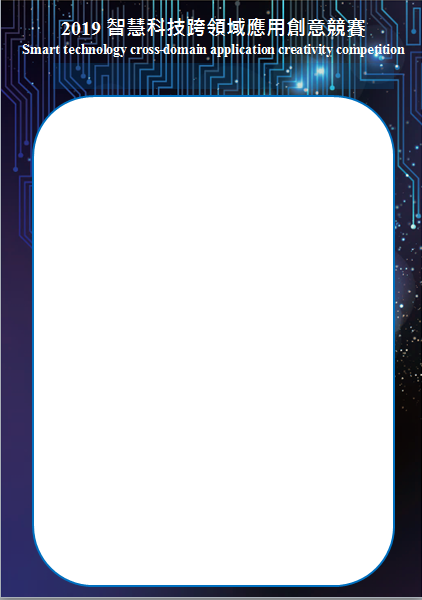 2019 智慧科技跨領域應用創意競賽
Smart technology cross-domain application creativity competition